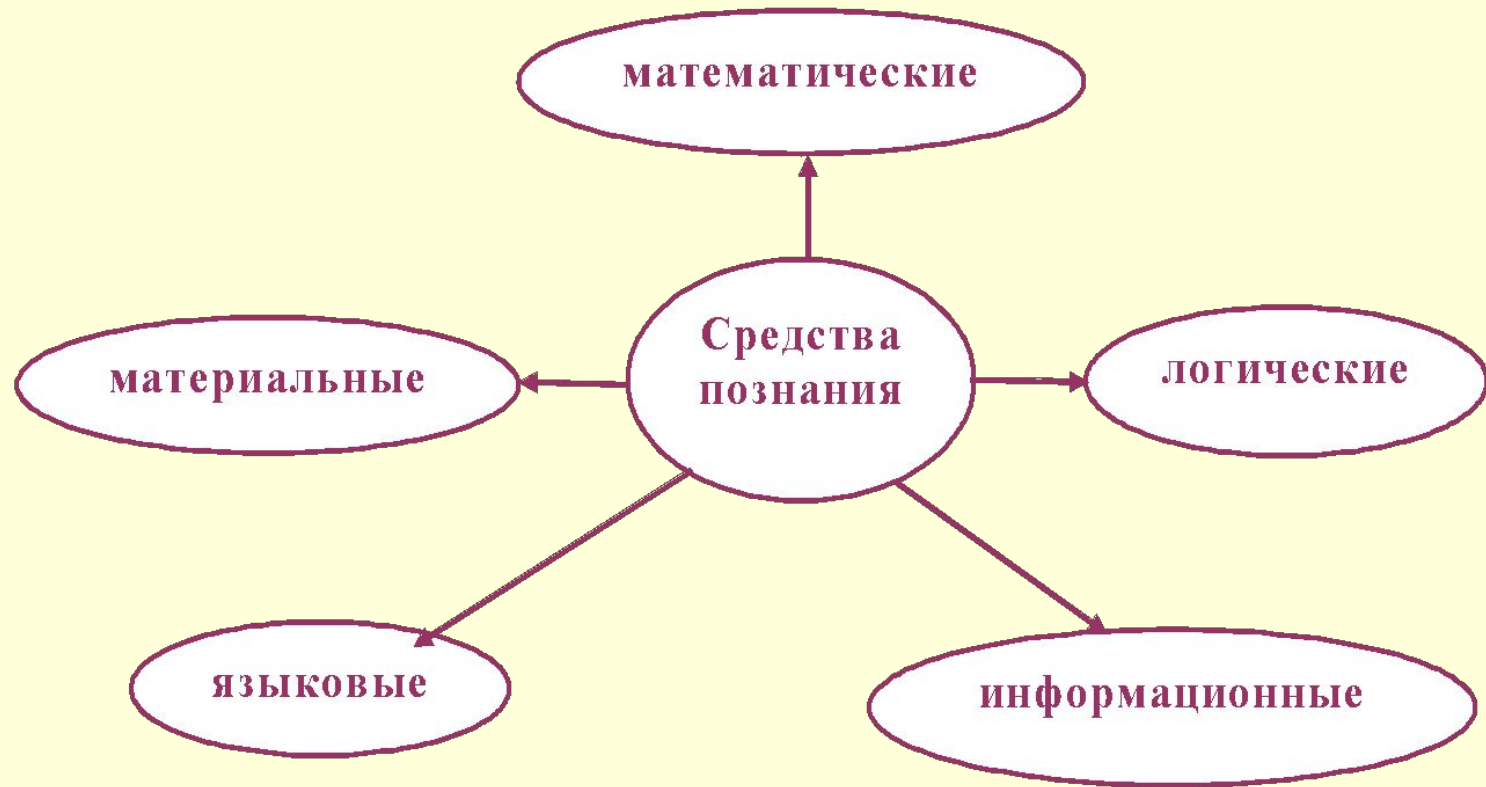 математические
Средства
познания
материальные
логические
языковые
информационные